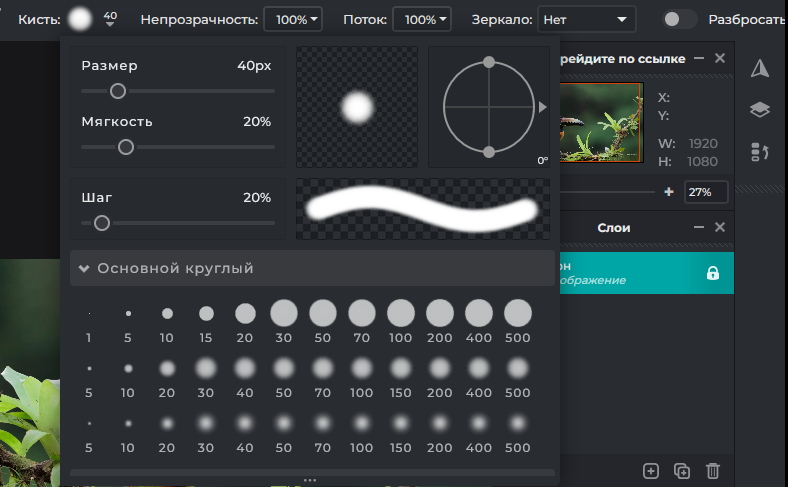 Кисть: 40 Непрозрачность: 100% Поток: 100% Зеркало: Нет Разбросать
Размер 40px
Мягкость 20%
Шаг 20%
0°
Основной круглый
1 5 10 15 20 30 50 70 100 200 400 500
5 10 20 30 40 50 70 100 150 200 400 500
5 10 20 30 40 50 70 100 150 200 400 500
рейдите по ссылке
X:
Y:
W: 1920
H: 1080
27%
Слои
он
ображение